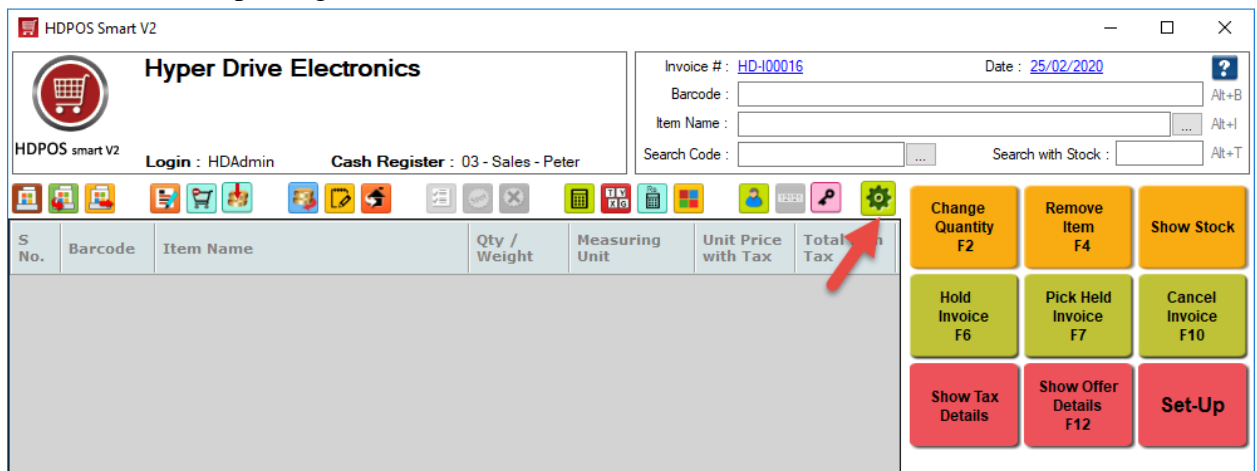 HDPOS Smart V2
Hyper Drive Electronics
HDPOS smart V2
Login : HDAdmin
Cash Register : 03 - Sales - Peter
Invoice # : HD-I00016
Date : 25/02/2020
?
Barcode :
Alt+B
Item Name :
...
Alt+I
Search Code :
...
Search with Stock :
Alt+T
S No.
Barcode
Item Name
Qty / Weight
Measuring Unit
Unit Price with Tax
Tax
Change
Quantity
F2
Remove
Item
F4
Show Stock
Hold
Invoice
F6
Pick Held
Invoice
F7
Cancel
Invoice
F10
Show Tax
Details
Show Offer
Details
F12
Set-Up